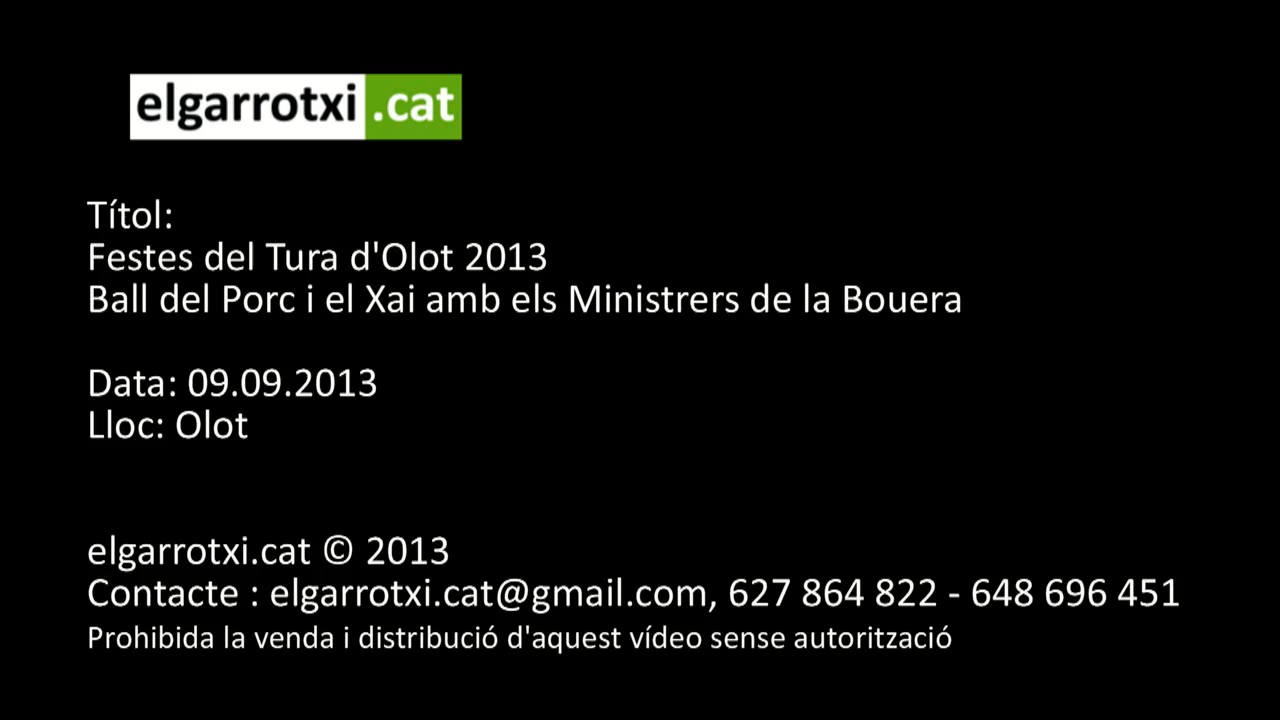 elgarrotxi.cat
Títol:
Festes del Tura d'Olot 2013
Ball del Porc i el Xai amb els Ministrers de la Bouera
Data: 09.09.2013
Lloc: Olot
elgarrotxi.cat © 2013
Contacte : elgarrotxi.cat@gmail.com, 627 864 822 - 648 696 451
Prohibida la venda i distribució d'aquest vídeo sense autorització